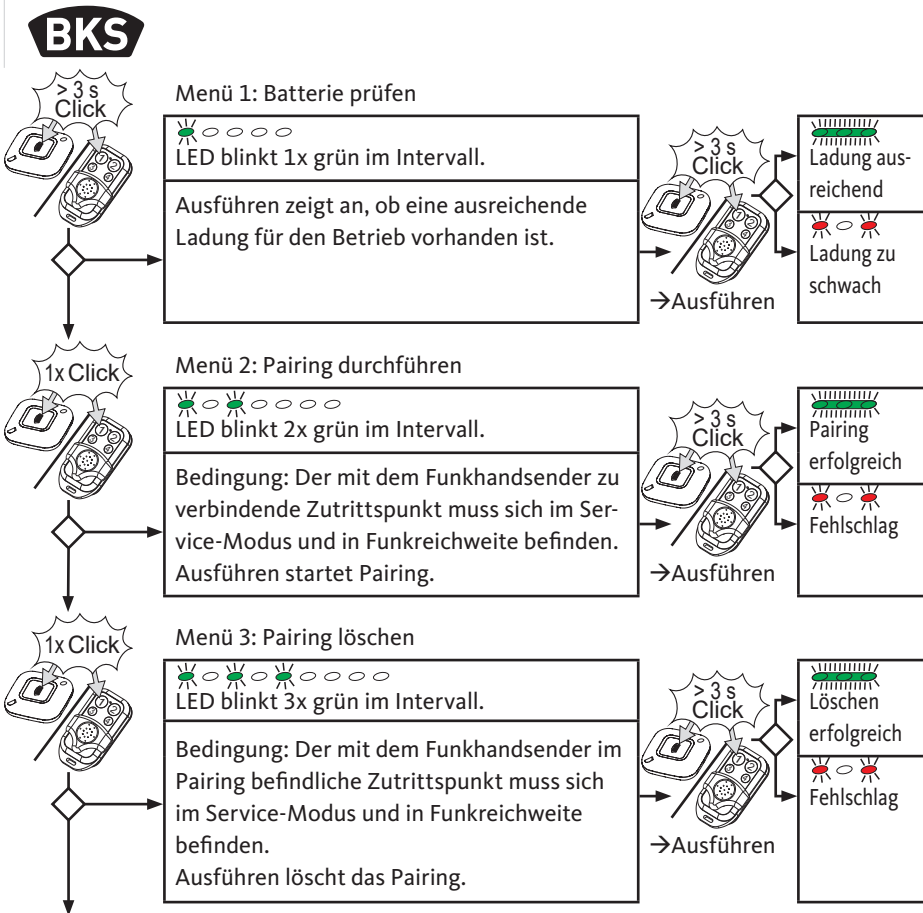 BKS
> 3 s
Click
Menü 1: Batterie prüfen
LED blinkt 1x grün im Intervall.
Ausführen zeigt an, ob eine ausreichende
Ladung für den Betrieb vorhanden ist.
> 3 s
Click
→Ausführen
Ladung aus-
reichend
Ladung zu
schwach
1x Click
Menü 2: Pairing durchführen
LED blinkt 2x grün im Intervall.
Bedingung: Der mit dem Funkhandsender zu
verbindende Zutrittspunkt muss sich im Ser-
vice-Modus und in Funkreichweite befinden.
Ausführen startet Pairing.
> 3 s
Click
→Ausführen
Pairing
erfolgreich
Fehlschlag
1x Click
Menü 3: Pairing löschen
LED blinkt 3x grün im Intervall.
Bedingung: Der mit dem Funkhandsender im
Pairing befindliche Zutrittspunkt muss sich
im Service-Modus und in Funkreichweite
befinden.
Ausführen löscht das Pairing.
> 3 s
Click
→Ausführen
Löschen
erfolgreich
Fehlschlag